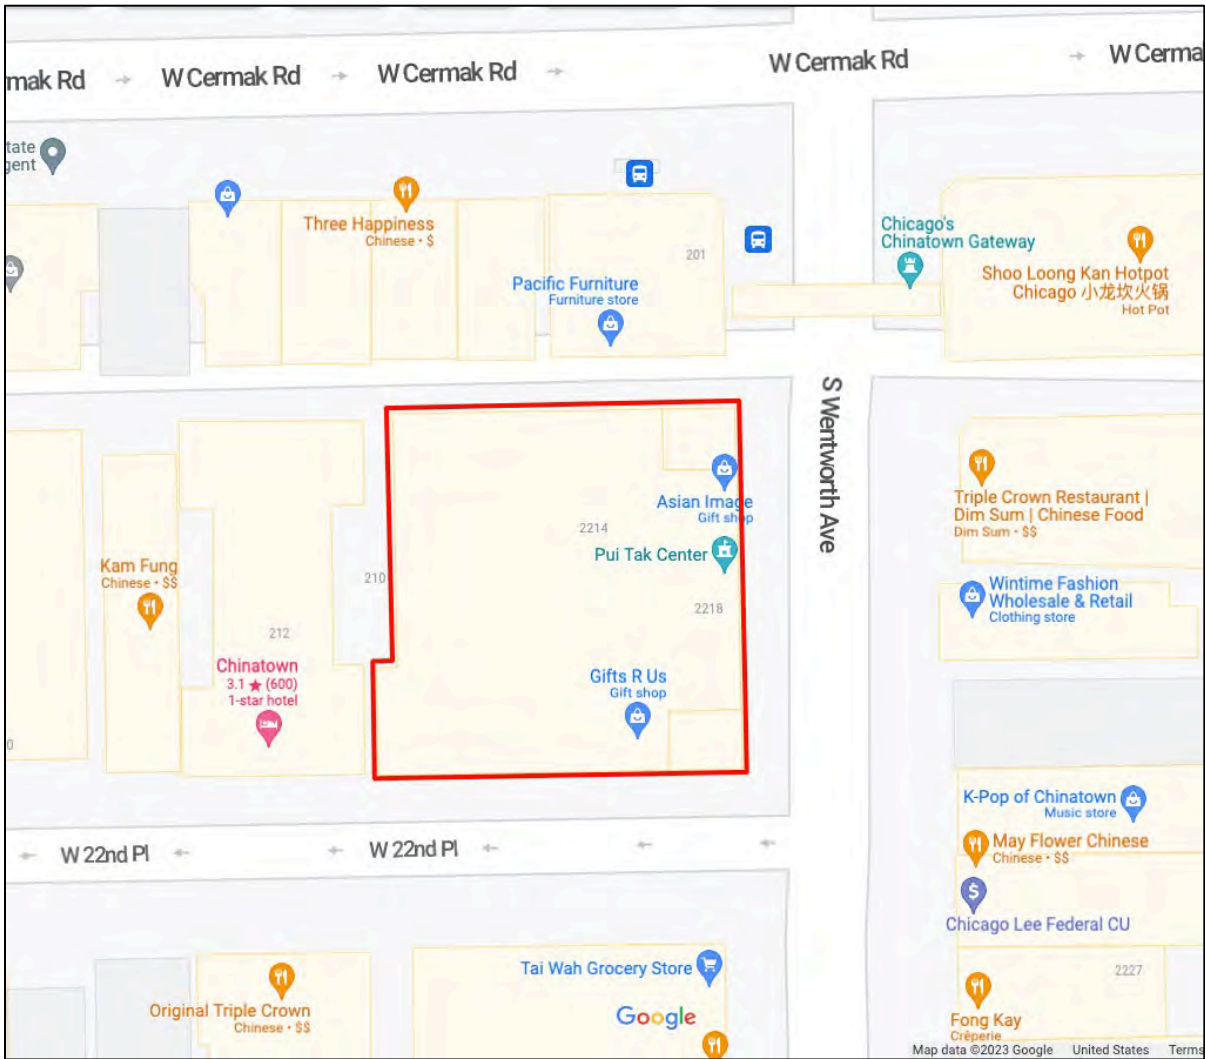 rmak Rd
W Cermak Rd
W Cermak Rd
W Cermak Rd
W Cerma
tate
gent
Three Happiness
Chinese • $
201
Pacific Furniture
Furniture store
Chicago's
Chinatown Gateway
Shoo Loong Kan Hotpot
Chicago 小龙坎火锅
Hot Pot
S Wentworth Ave
Asian Image
Gift shop
2214
Pui Tak Center
2218
210
Gifts R Us
Gift shop
Kam Fung
Chinese • $$
212
Chinatown
3.1 ★ (600)
1-star hotel
0
Triple Crown Restaurant |
Dim Sum | Chinese Food
Dim Sum • $$
Wintime Fashion
Wholesale & Retail
Clothing store
K-Pop of Chinatown
Music store
May Flower Chinese
Chinese • $$
$
Chicago Lee Federal CU
W 22nd Pl
W 22nd Pl
Tai Wah Grocery Store
Original Triple Crown
Chinese • $$
2227
Fong Kay
Crêperie
Google
Map data ©2023 Google
United States
Terms